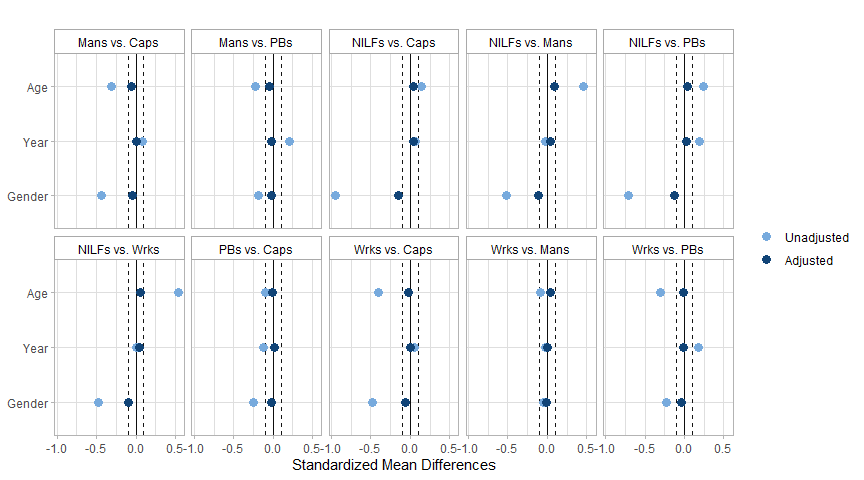 Mans vs. Caps Mans vs. PBs NILFs vs. Caps NILFs vs. Mans NILFs vs. PBs
Age
Year
Gender
Unadjusted
Adjusted
NILFs vs. Wrks PBs vs. Caps Wrks vs. Caps Wrks vs. Mans Wrks vs. PBs
Age
Year
Gender
-1.0 -0.5 0.0 0.5 -1.0 -0.5 0.0 0.5 -1.0 -0.5 0.0 0.5 -1.0 -0.5 0.0 0.5 -1.0 -0.5 0.0 0.5
Standardized Mean Differences